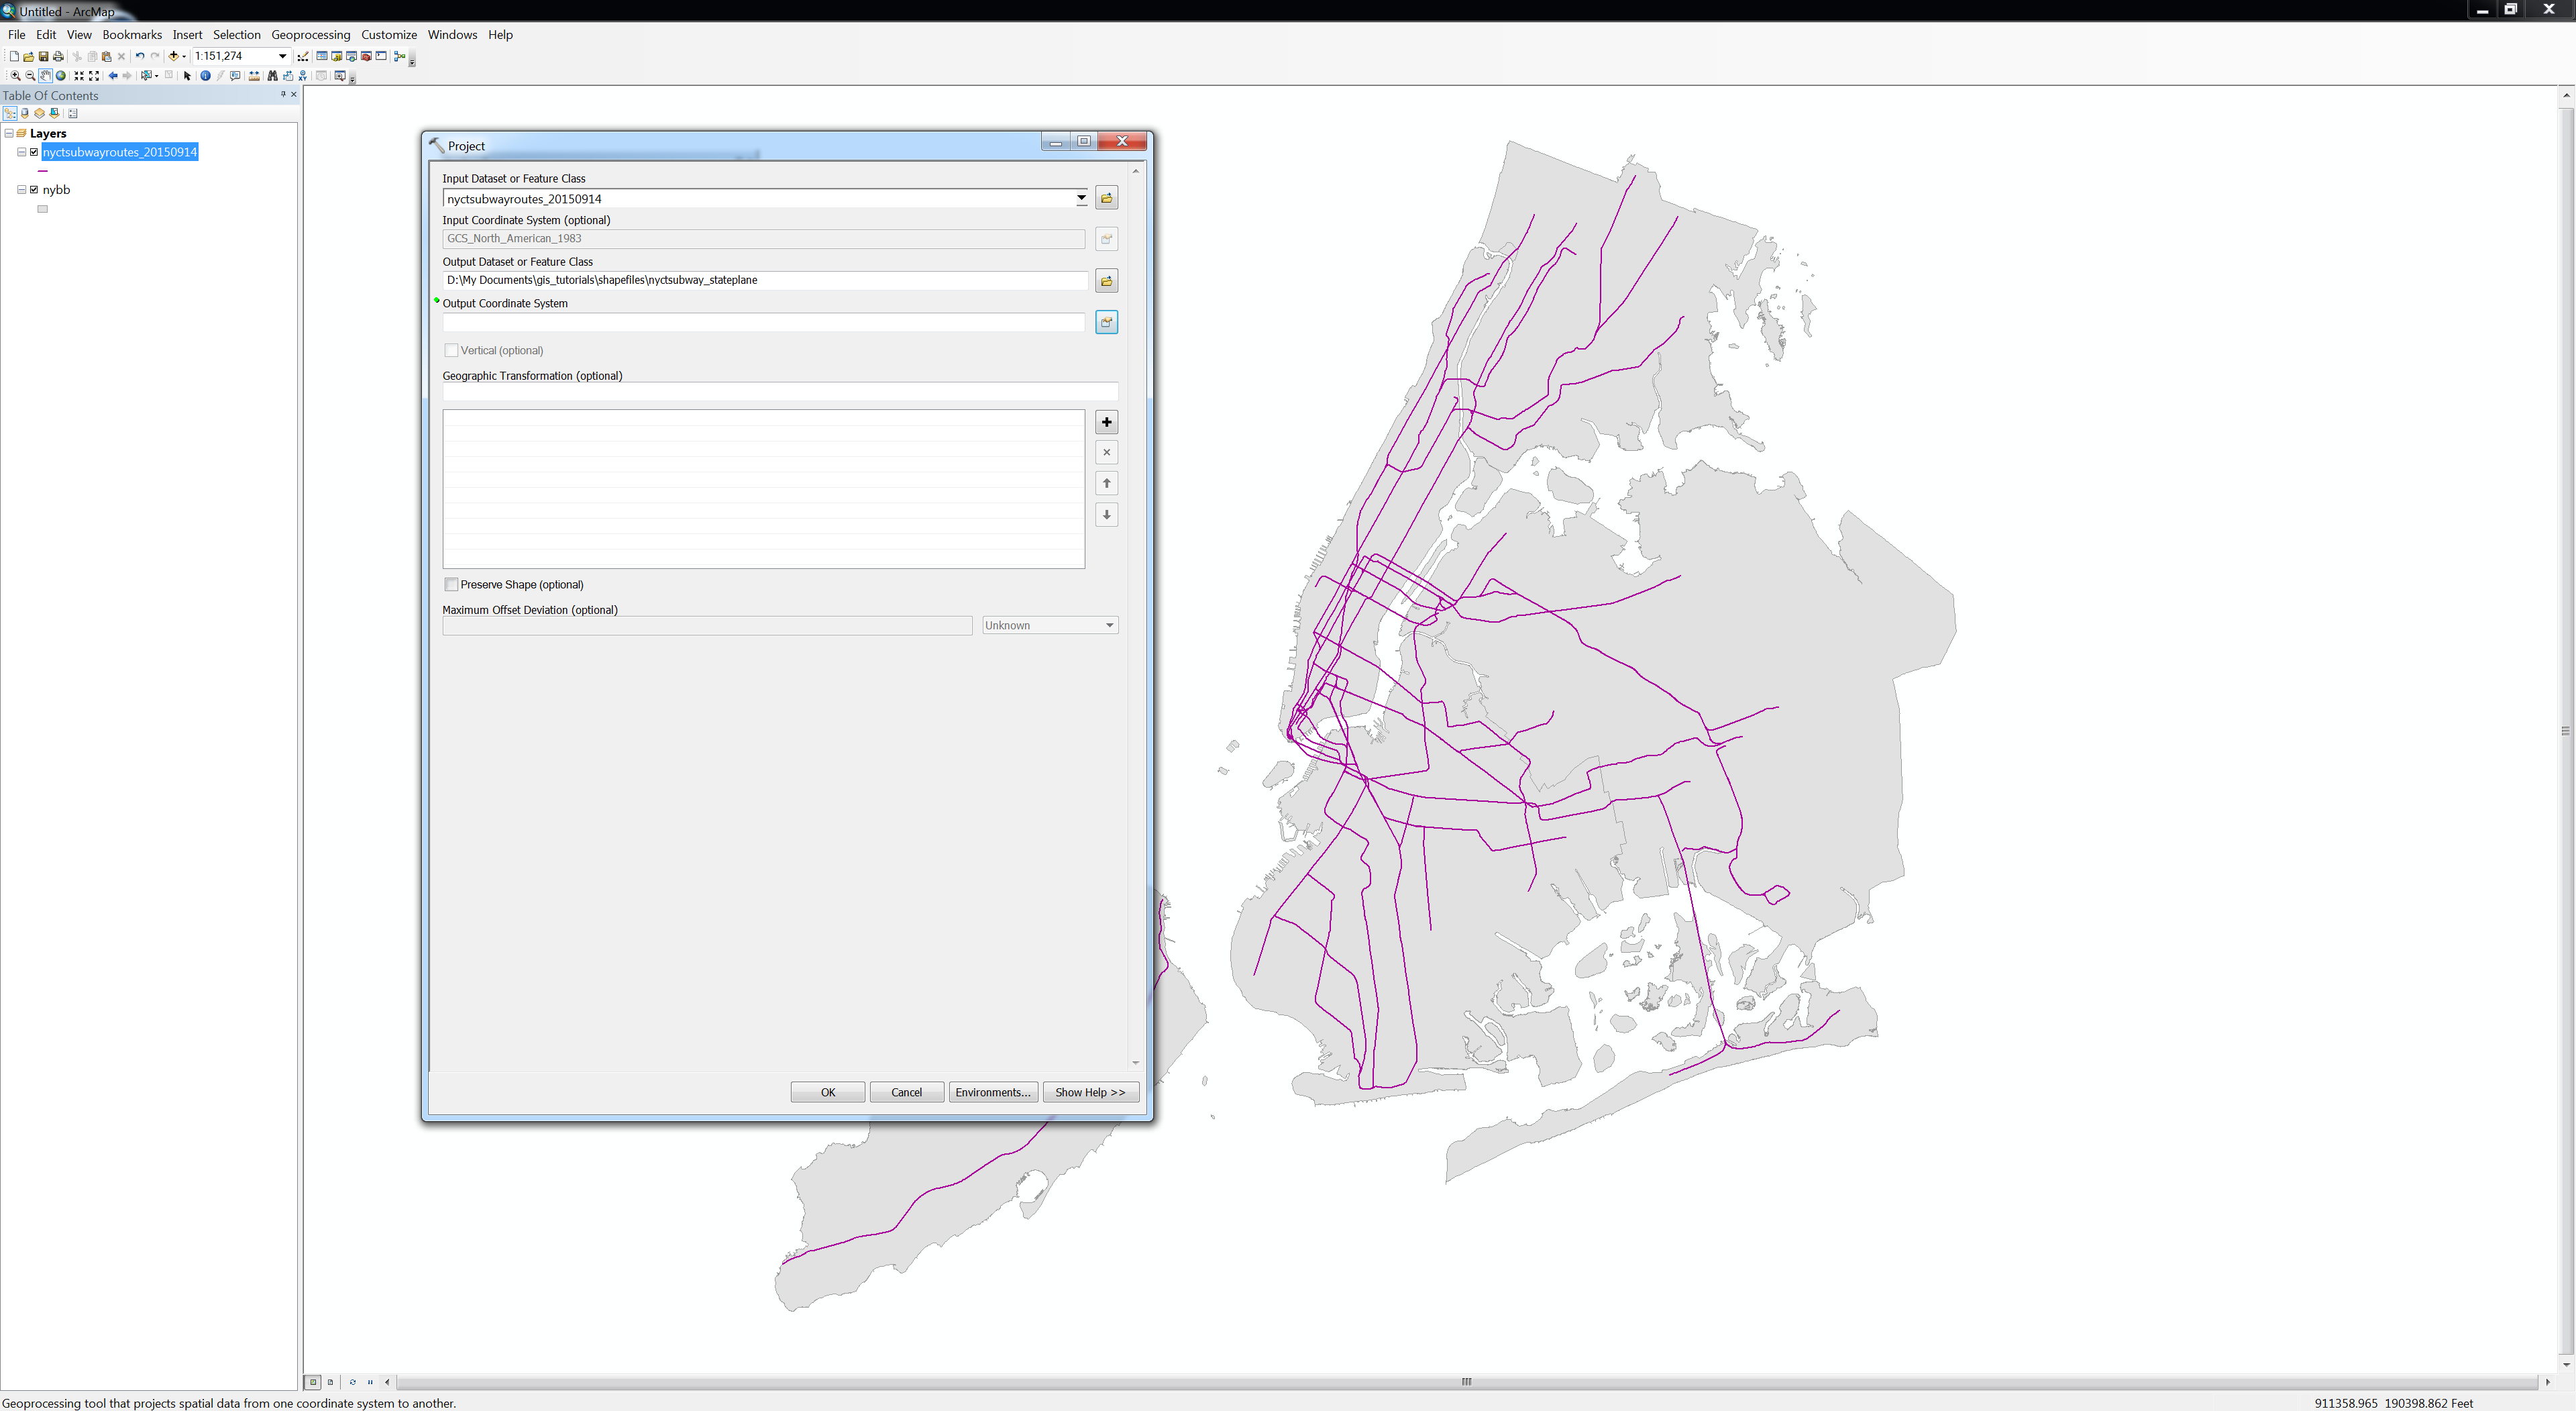 Untitled - ArcMap
File Edit View Bookmarks Insert Selection Geoprocessing Customize Windows Help
1:151,274
Table Of Contents
Layers
nyctsubwayroutes_20150914
nybb
Project
Input Dataset or Feature Class
nyctsubwayroutes_20150914
Input Coordinate System (optional)
GCS_North_American_1983
Output Dataset or Feature Class
D:\My Documents\gis_tutorials\shapefiles\nyctsubway_stateplane
Output Coordinate System
Vertical (optional)
Geographic Transformation (optional)
Preserve Shape (optional)
Maximum Offset Deviation (optional)
Unknown
OK Cancel Environments... Show Help >>
Geoprocessing tool that projects spatial data from one coordinate system to another.
911358.965 190398.862 Feet